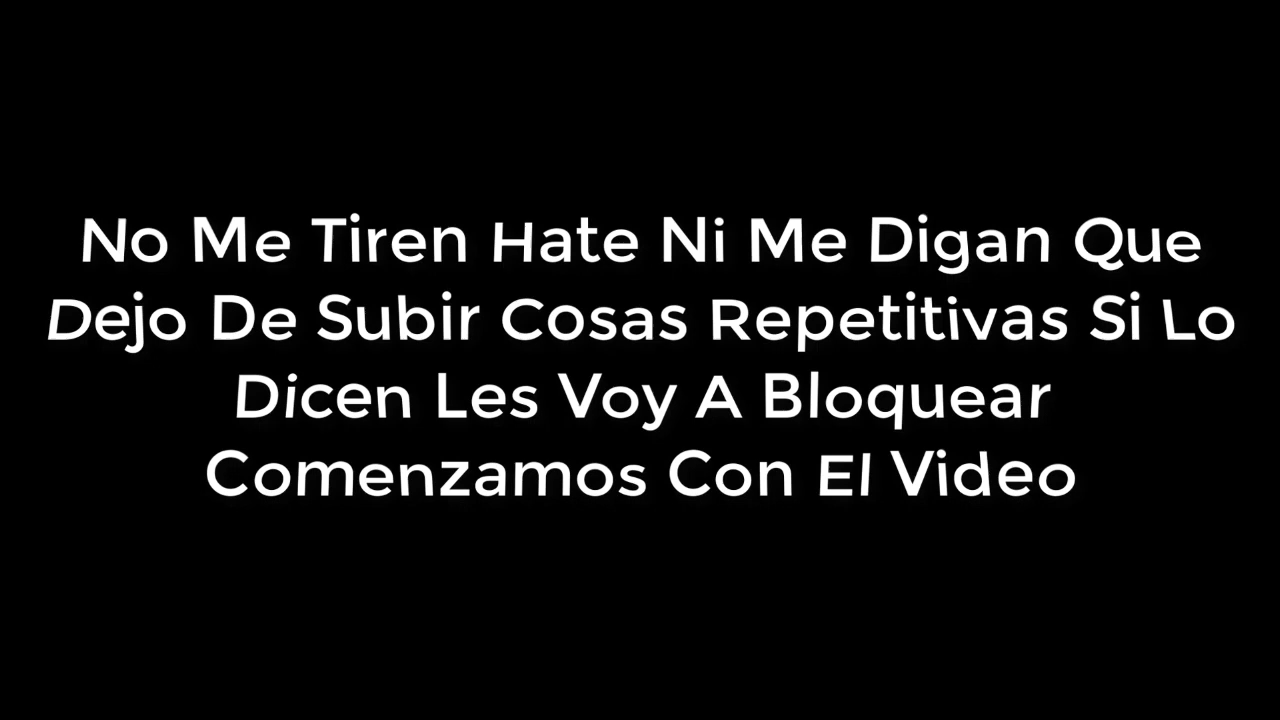 No Me Tiren Hate Ni Me Digan Que
Dejo De Subir Cosas Repetitivas Si Lo
Dicen Les Voy A Bloquear
Comenzamos Con El Video